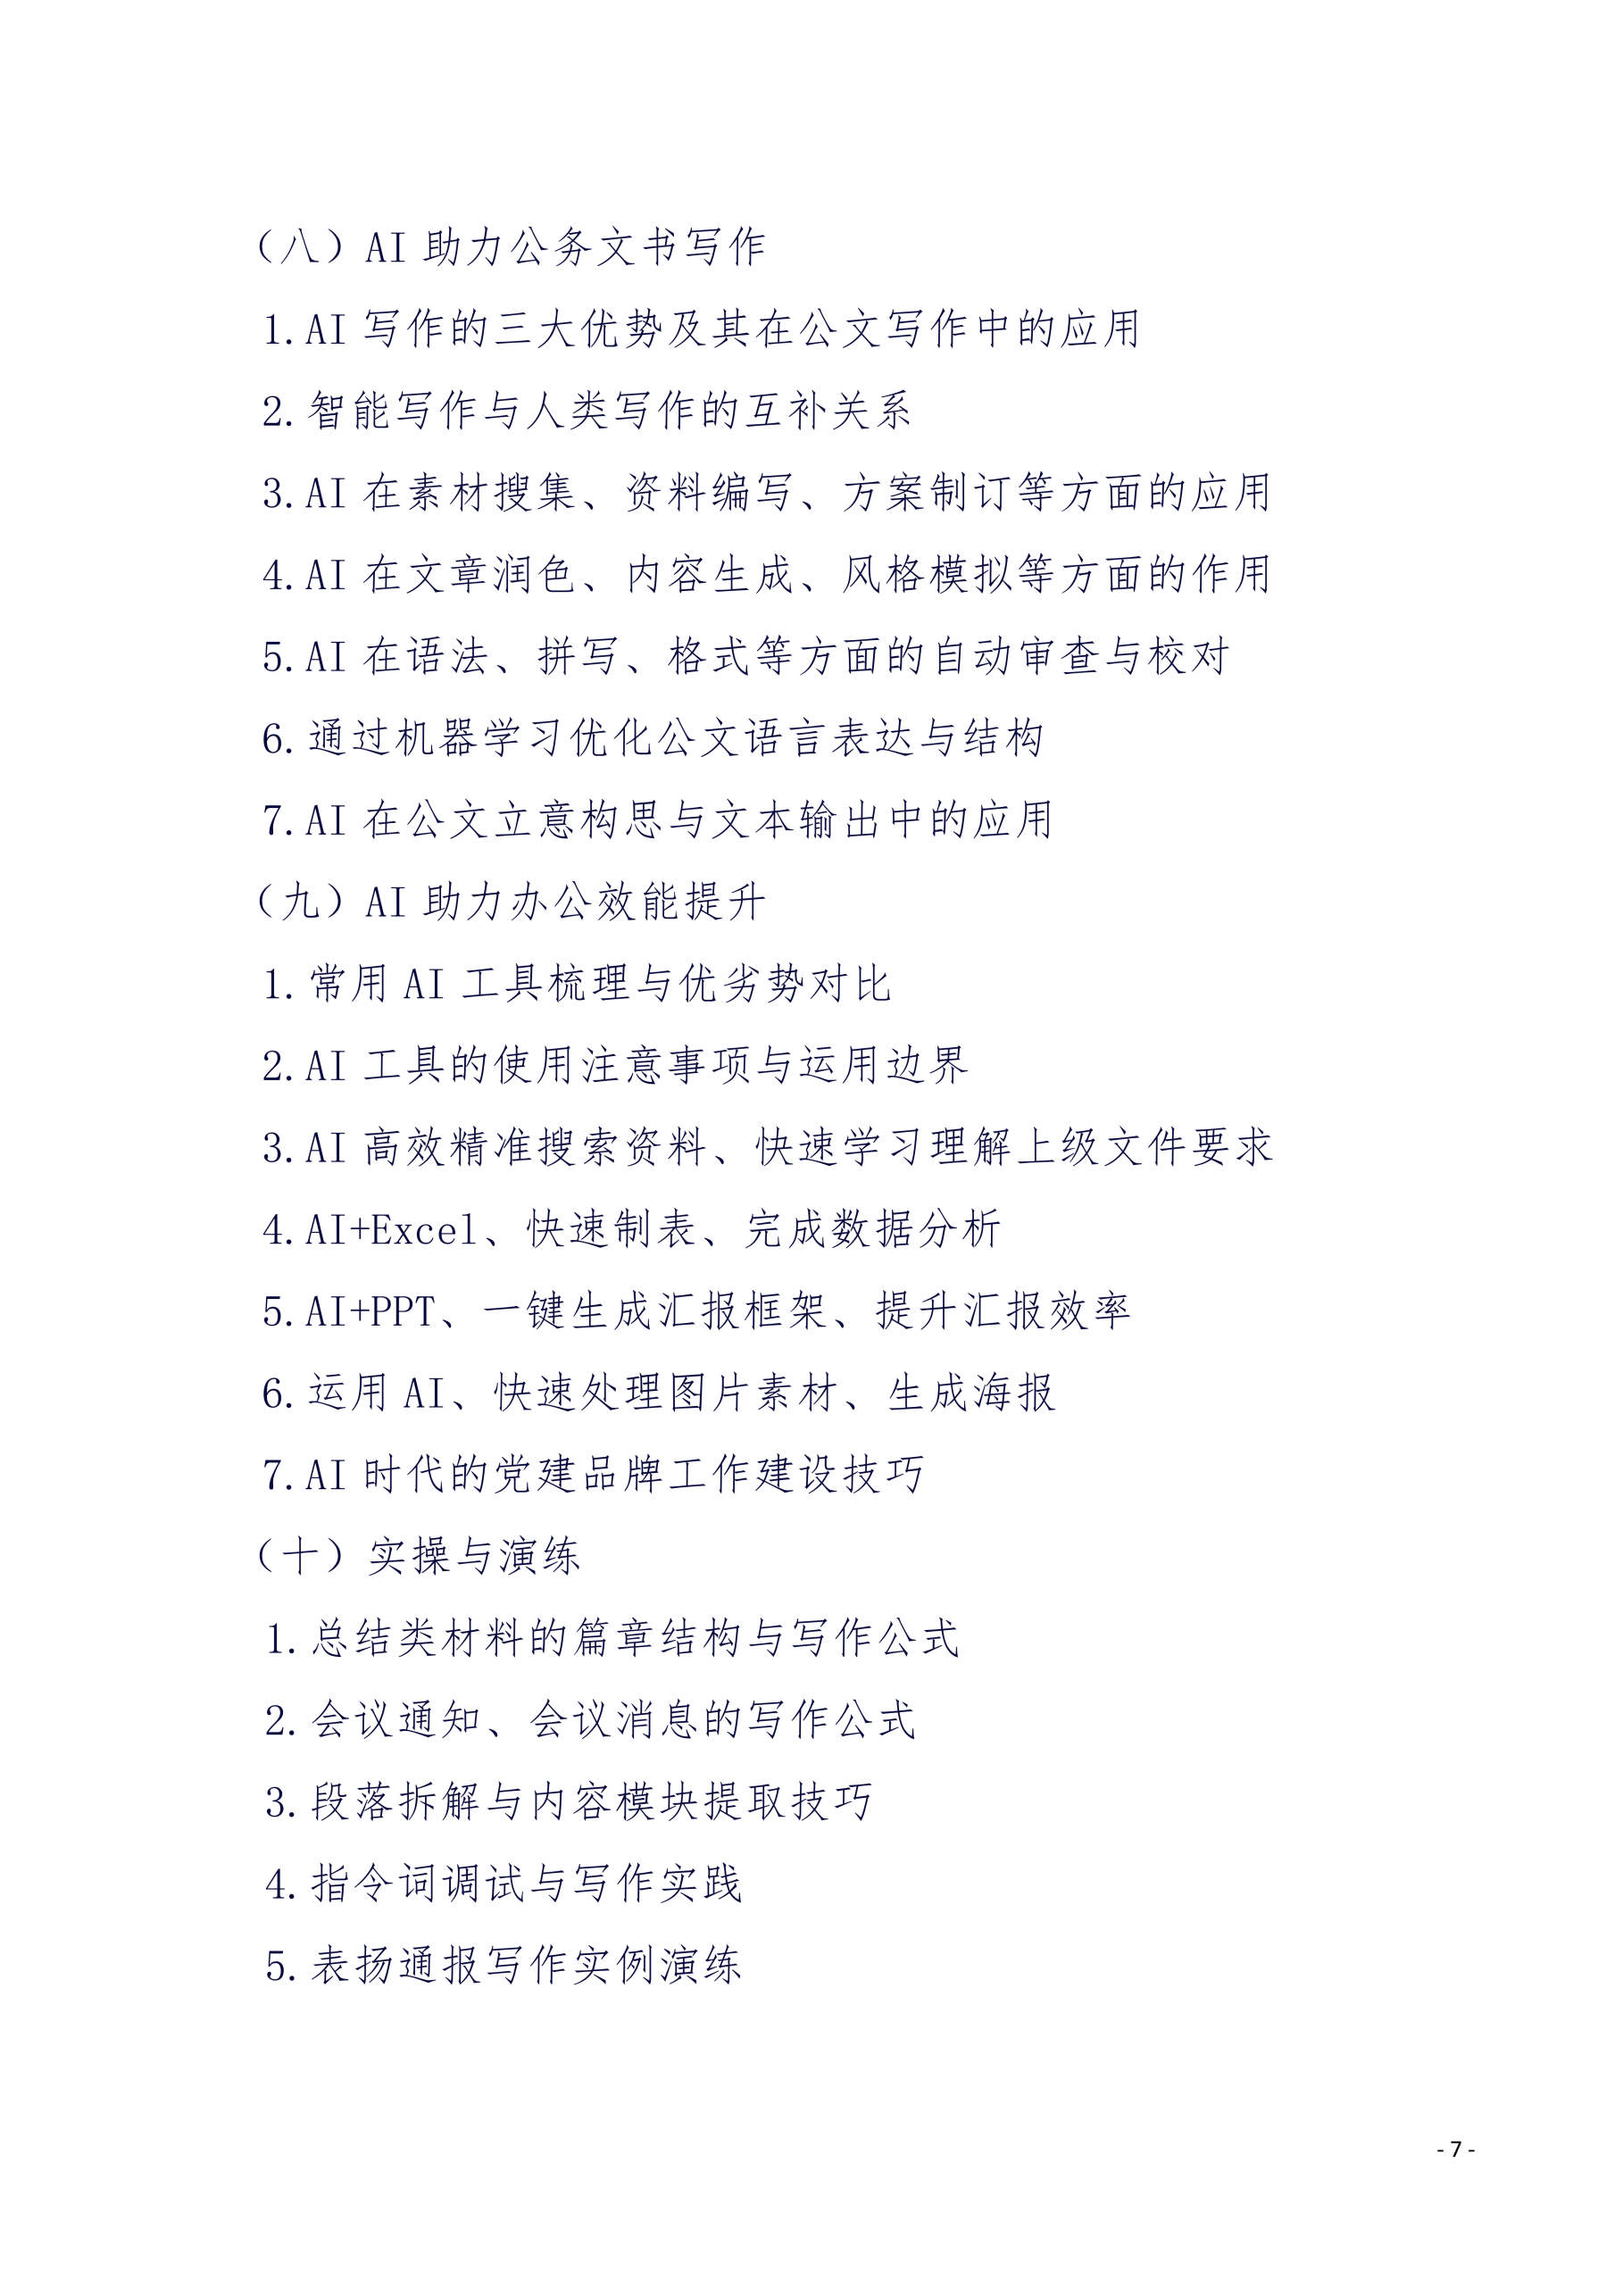 （八）AI 助力公务文书写作
1.AI 写作的三大优势及其在公文写作中的应用
2.智能写作与人类写作的互补关系
3.AI 在素材搜集、资料编写、方案制订等方面的应用
4.AI 在文章润色、内容生成、风格模拟等方面的作用
5.AI 在语法、拼写、格式等方面的自动审查与校对
6.通过机器学习优化公文语言表达与结构
7.AI 在公文立意构思与文本输出中的应用
（九）AI 助力办公效能提升
1.常用 AI 工具梳理与优劣势对比
2.AI 工具的使用注意事项与运用边界
3.AI 高效精准搜索资料、快速学习理解上级文件要求
4.AI+Excel、快速制表、完成数据分析
5.AI+PPT、一键生成汇报框架、提升汇报效率
6.运用 AI、快速处理图片素材、生成海报
7.AI 时代的党建品牌工作建设技巧
（十）实操与演练
1.总结类材料的篇章结构与写作公式
2.会议通知、会议消息的写作公式
3.段落拆解与内容模块提取技巧
4.指令词调试与写作实践
5.表扬通报写作实例演练
- 7 -